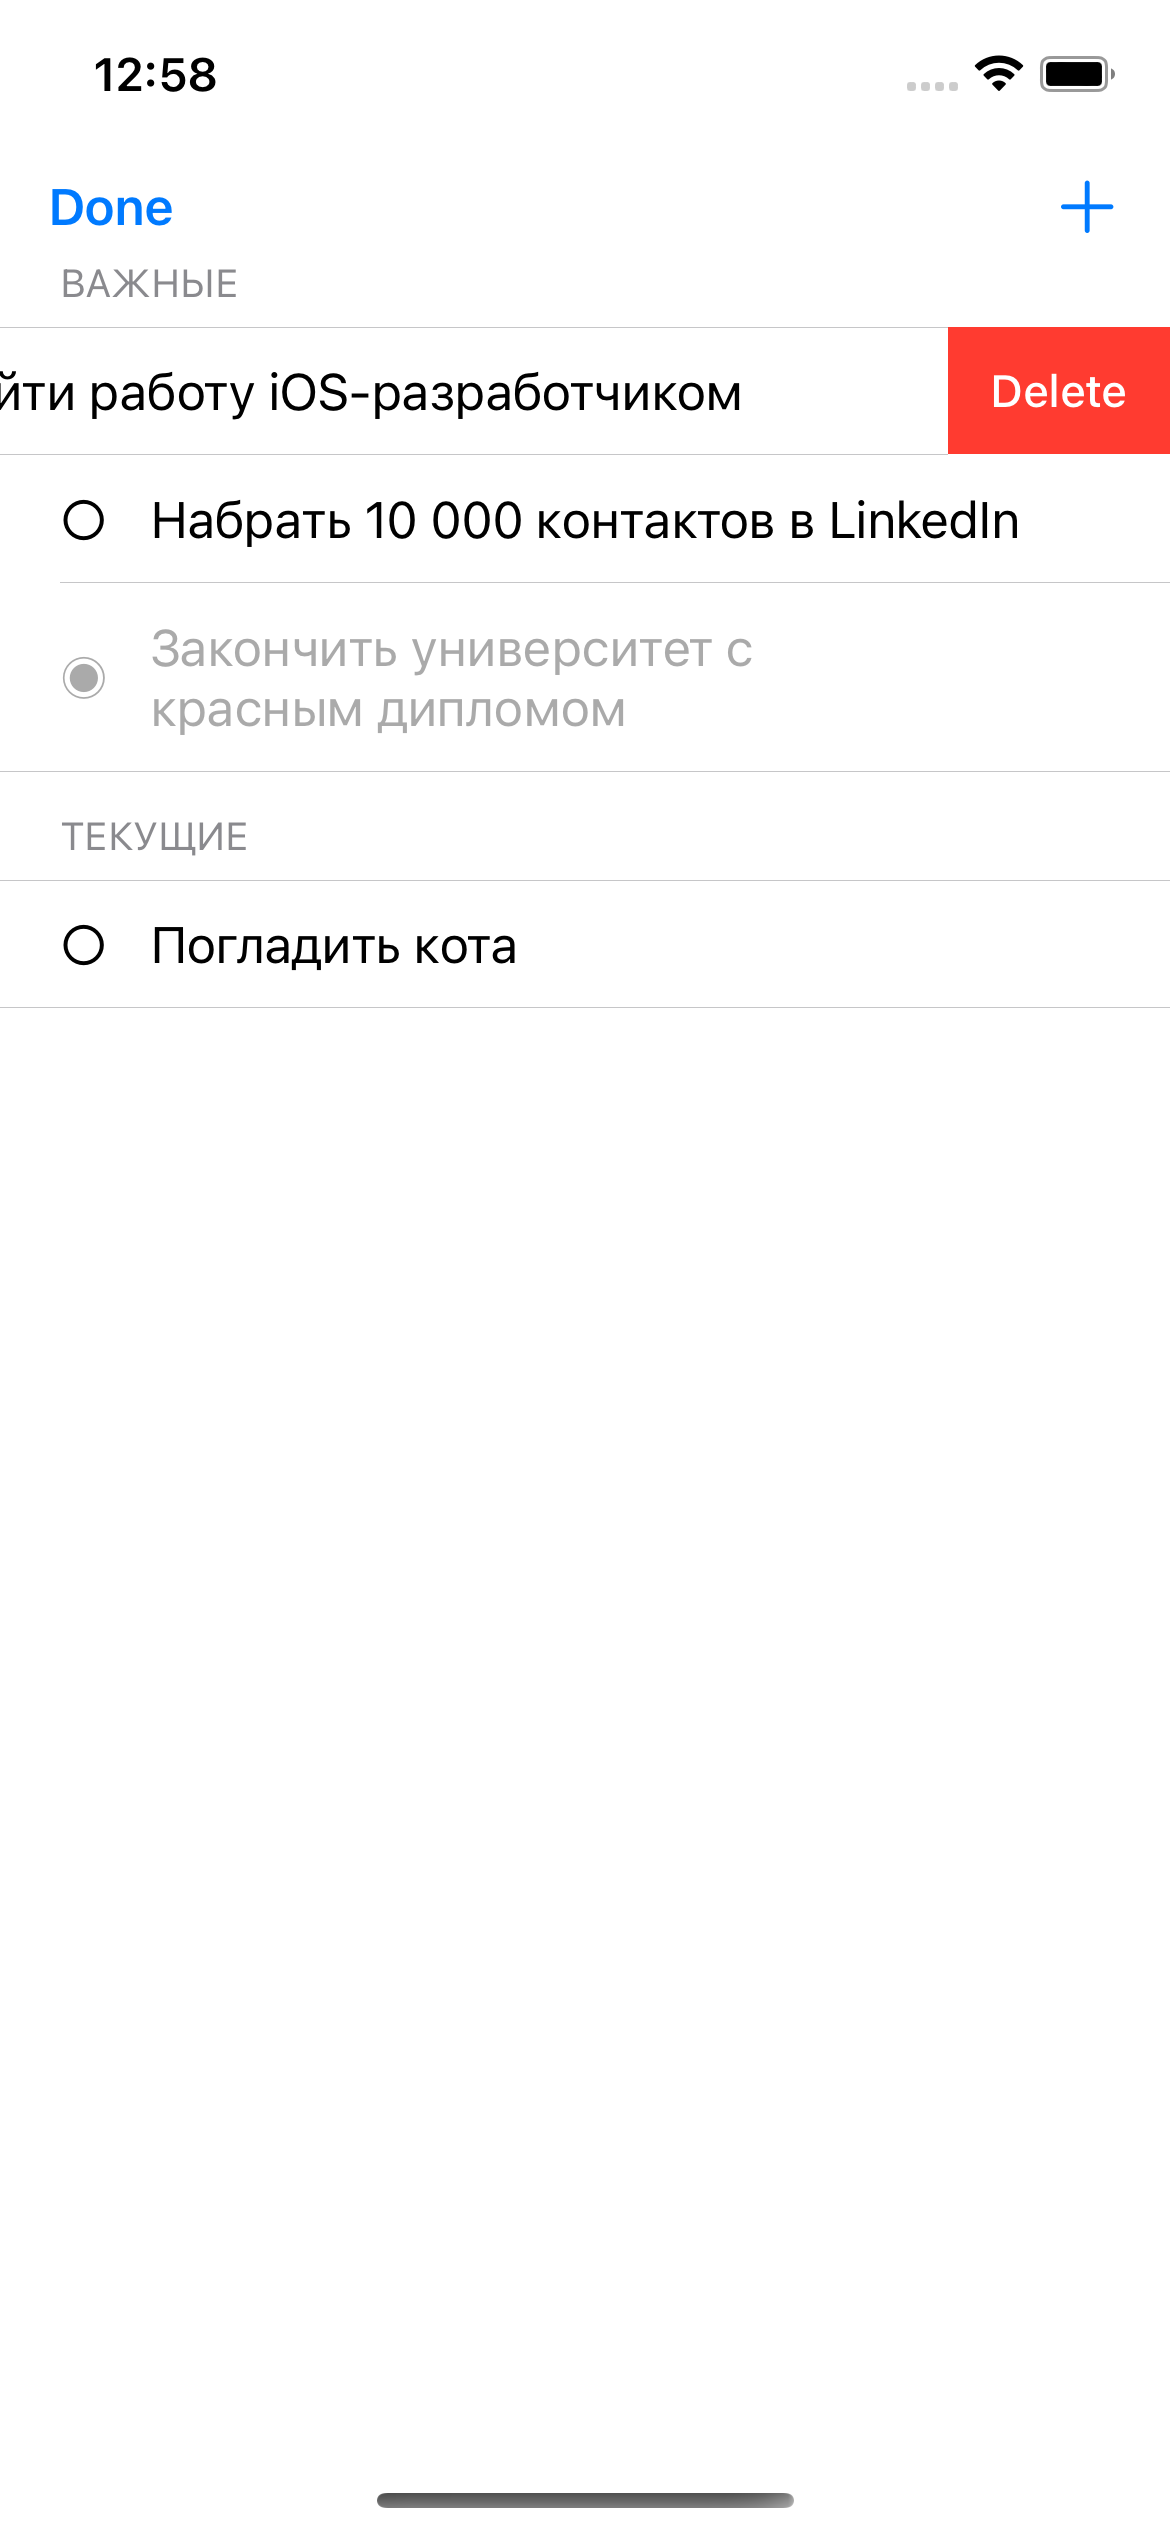 12:58
Done
ВАЖНЫЕ
йти работу iOS-разработчиком
Delete
Набрать 10 000 контактов в LinkedIn
Закончить университет с
красным дипломом
ТЕКУЩИЕ
Погладить кота